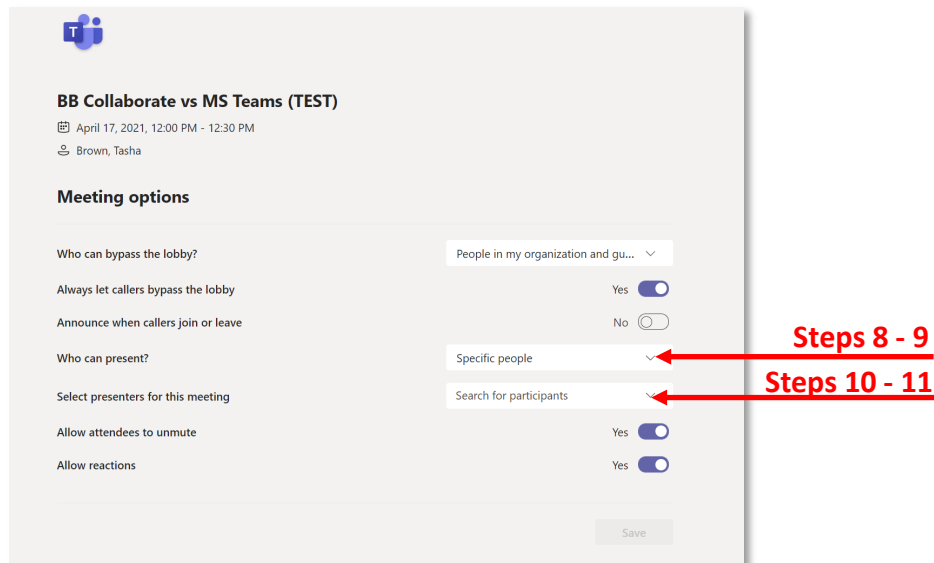 T
BB Collaborate vs MS Teams (TEST)
April 17, 2021, 12:00 PM - 12:30 PM
Brown, Tasha
Meeting options
Who can bypass the lobby? People in my organization and gu...
Always let callers bypass the lobby Yes
Announce when callers join or leave No
Who can present? Specific people
Steps 8 - 9
Select presenters for this meeting Search for participants
Steps 10 - 11
Allow attendees to unmute Yes
Allow reactions Yes
Save